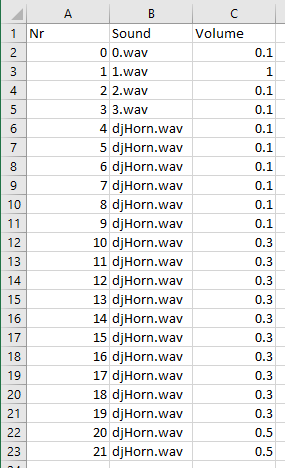 A B C
1 Nr Sound Volume
2 0 0.wav 0.1
3 1 1.wav 1
4 2 2.wav 0.1
5 3 3.wav 0.1
6 4 djHorn.wav 0.1
7 5 djHorn.wav 0.1
8 6 djHorn.wav 0.1
9 7 djHorn.wav 0.1
10 8 djHorn.wav 0.1
11 9 djHorn.wav 0.1
12 10 djHorn.wav 0.3
13 11 djHorn.wav 0.3
14 12 djHorn.wav 0.3
15 13 djHorn.wav 0.3
16 14 djHorn.wav 0.3
17 15 djHorn.wav 0.3
18 16 djHorn.wav 0.3
19 17 djHorn.wav 0.3
20 18 djHorn.wav 0.3
21 19 djHorn.wav 0.3
22 20 djHorn.wav 0.5
23 21 djHorn.wav 0.5